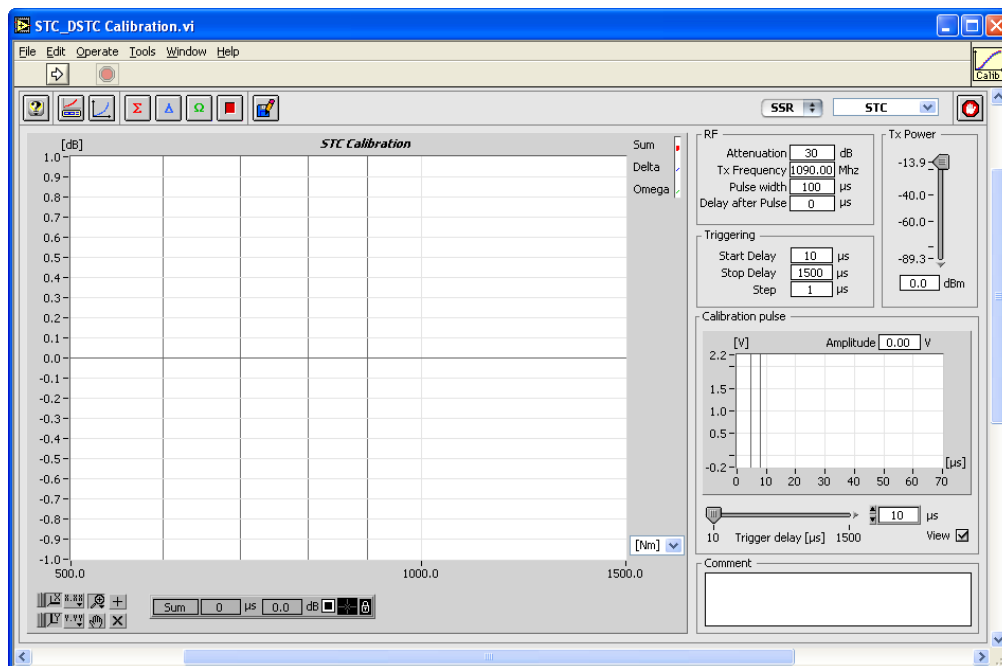 STC_DSTC Calibration.vi
File Edit Operate Tools Window Help
Calib
? Σ Δ Ω
SSR STC
[dB] STC Calibration
1.0
0.9
0.8
0.7
0.6
0.5
0.4
0.3
0.2
0.1
0.0
-0.1
-0.2
-0.3
-0.4
-0.5
-0.6
-0.7
-0.8
-0.9
-1.0
500.0 1000.0 1500.0
Sum
Delta
Omega
[Nm]
X.XX
Y.YY
Sum 0 µs 0.0 dB
RF
Attenuation 30 dB
Tx Frequency 1090.00 Mhz
Pulse width 100 µs
Delay after Pulse 0 µs
Tx Power
-13.9
-40.0
-60.0
-89.3
0.0 dBm
Triggering
Start Delay 10 µs
Stop Delay 1500 µs
Step 1 µs
Calibration pulse
[V] Amplitude 0.00 V
2.2
1.5
1.0
0.5
-0.2
0 10 20 30 40 50 60 70
[µs]
10 µs
10 Trigger delay [µs] 1500 View
Comment